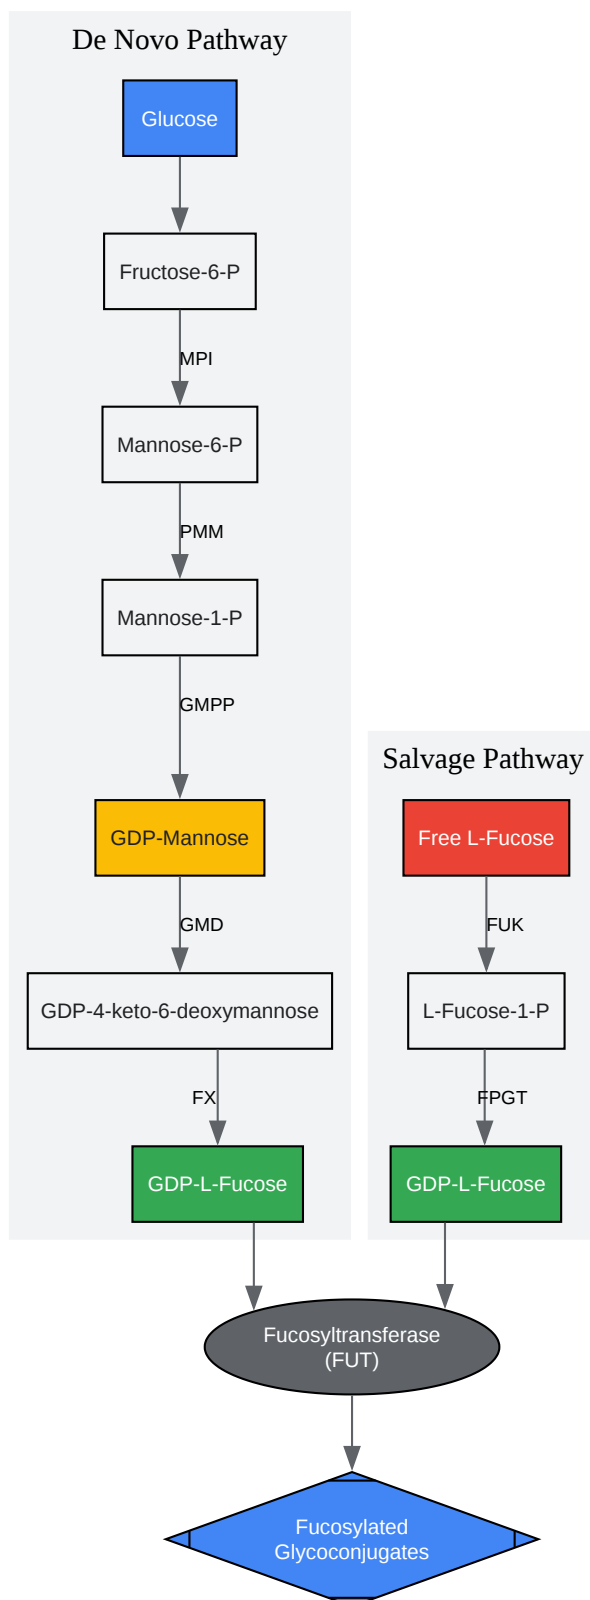 De Novo Pathway
Glucose
Fructose-6-P
MPI
Mannose-6-P
PMM
Mannose-1-P
GMPP
GDP-Mannose
GMD
GDP-4-keto-6-deoxymannose
FX
GDP-L-Fucose
Salvage Pathway
Free L-Fucose
FUK
L-Fucose-1-P
FPGT
GDP-L-Fucose
Fucosyltransferase
(FUT)
Fucosylated
Glycoconjugates